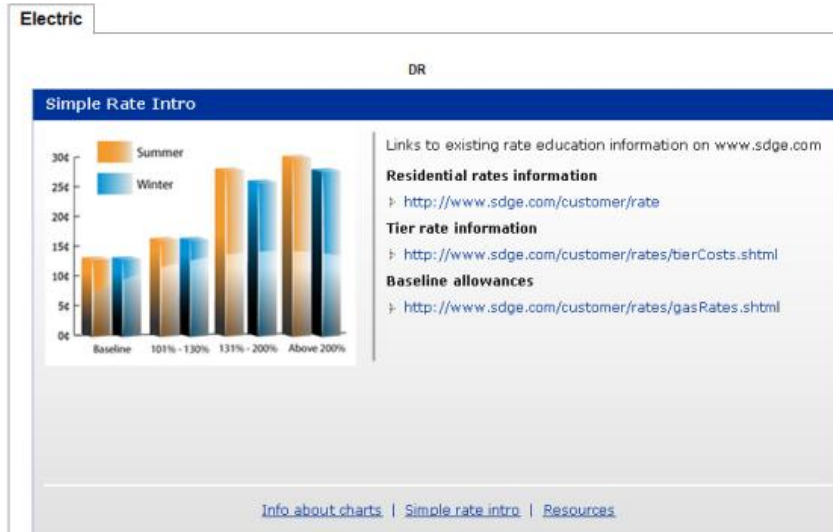 Electric
DR
Simple Rate Intro
30¢
25¢
20¢
15¢
10¢
5¢
0¢
Summer
Winter
Baseline
101% - 130%
131% - 200%
Above 200%
Links to existing rate education information on www.sdge.com
Residential rates information
http://www.sdge.com/customer/rate
Tier rate information
http://www.sdge.com/customer/rates/tierCosts.shtml
Baseline allowances
http://www.sdge.com/customer/rates/gasRates.shtml
Info about charts | Simple rate intro | Resources